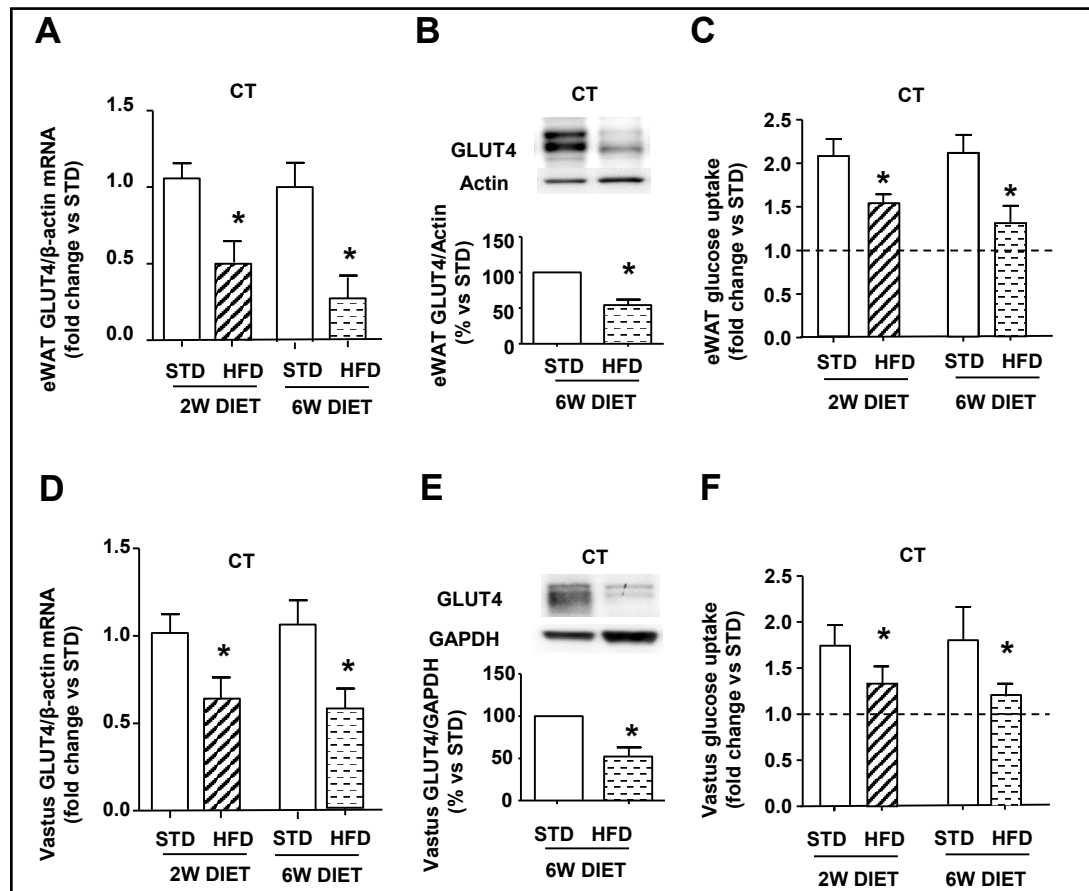 A
CT
eWAT GLUT4/β-actin mRNA
(fold change vs STD)
1.5
1.0
0.5
0.0
STD HFD STD HFD
2W DIET 6W DIET
B
CT
GLUT4
Actin
eWAT GLUT4/Actin
(% vs STD)
150
100
50
0
STD HFD
6W DIET
C
CT
eWAT glucose uptake
(fold change vs STD)
2.5
2.0
1.5
1.0
0.5
0.0
STD HFD STD HFD
2W DIET 6W DIET
D
CT
Vastus GLUT4/β-actin mRNA
(fold change vs STD)
1.5
1.0
0.5
0.0
STD HFD STD HFD
2W DIET 6W DIET
E
CT
GLUT4
GAPDH
Vastus GLUT4/GAPDH
(% vs STD)
150
100
50
0
STD HFD
6W DIET
F
CT
Vastus glucose uptake
(fold change vs STD)
2.5
2.0
1.5
1.0
0.5
0.0
STD HFD STD HFD
2W DIET 6W DIET